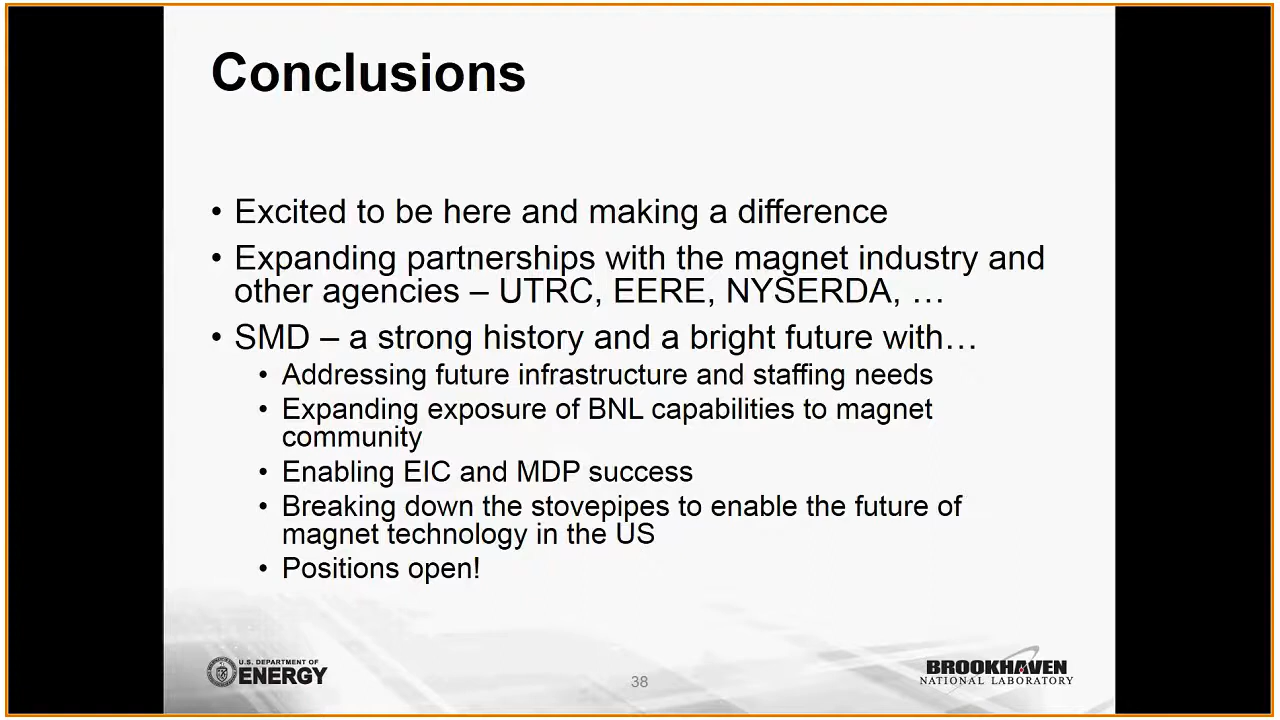 Conclusions
• Excited to be here and making a difference
• Expanding partnerships with the magnet industry and
other agencies – UTRC, EERE, NYSERDA, …
• SMD – a strong history and a bright future with…
• Addressing future infrastructure and staffing needs
• Expanding exposure of BNL capabilities to magnet
community
• Enabling EIC and MDP success
• Breaking down the stovepipes to enable the future of
magnet technology in the US
• Positions open!
U.S. DEPARTMENT OF
ENERGY
38
BROOKHAVEN
NATIONAL LABORATORY